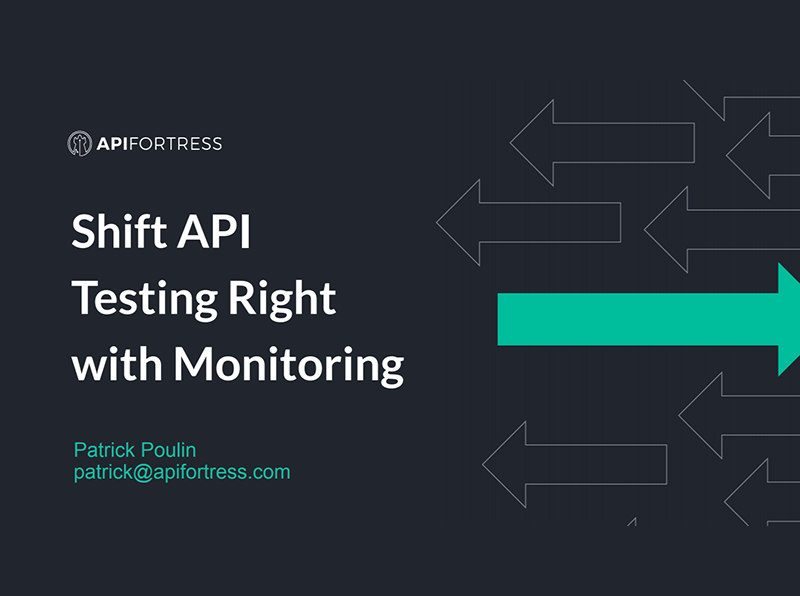 APIFORTRESS
Shift API
Testing Right
with Monitoring
Patrick Poulin
patrick@apifortress.com